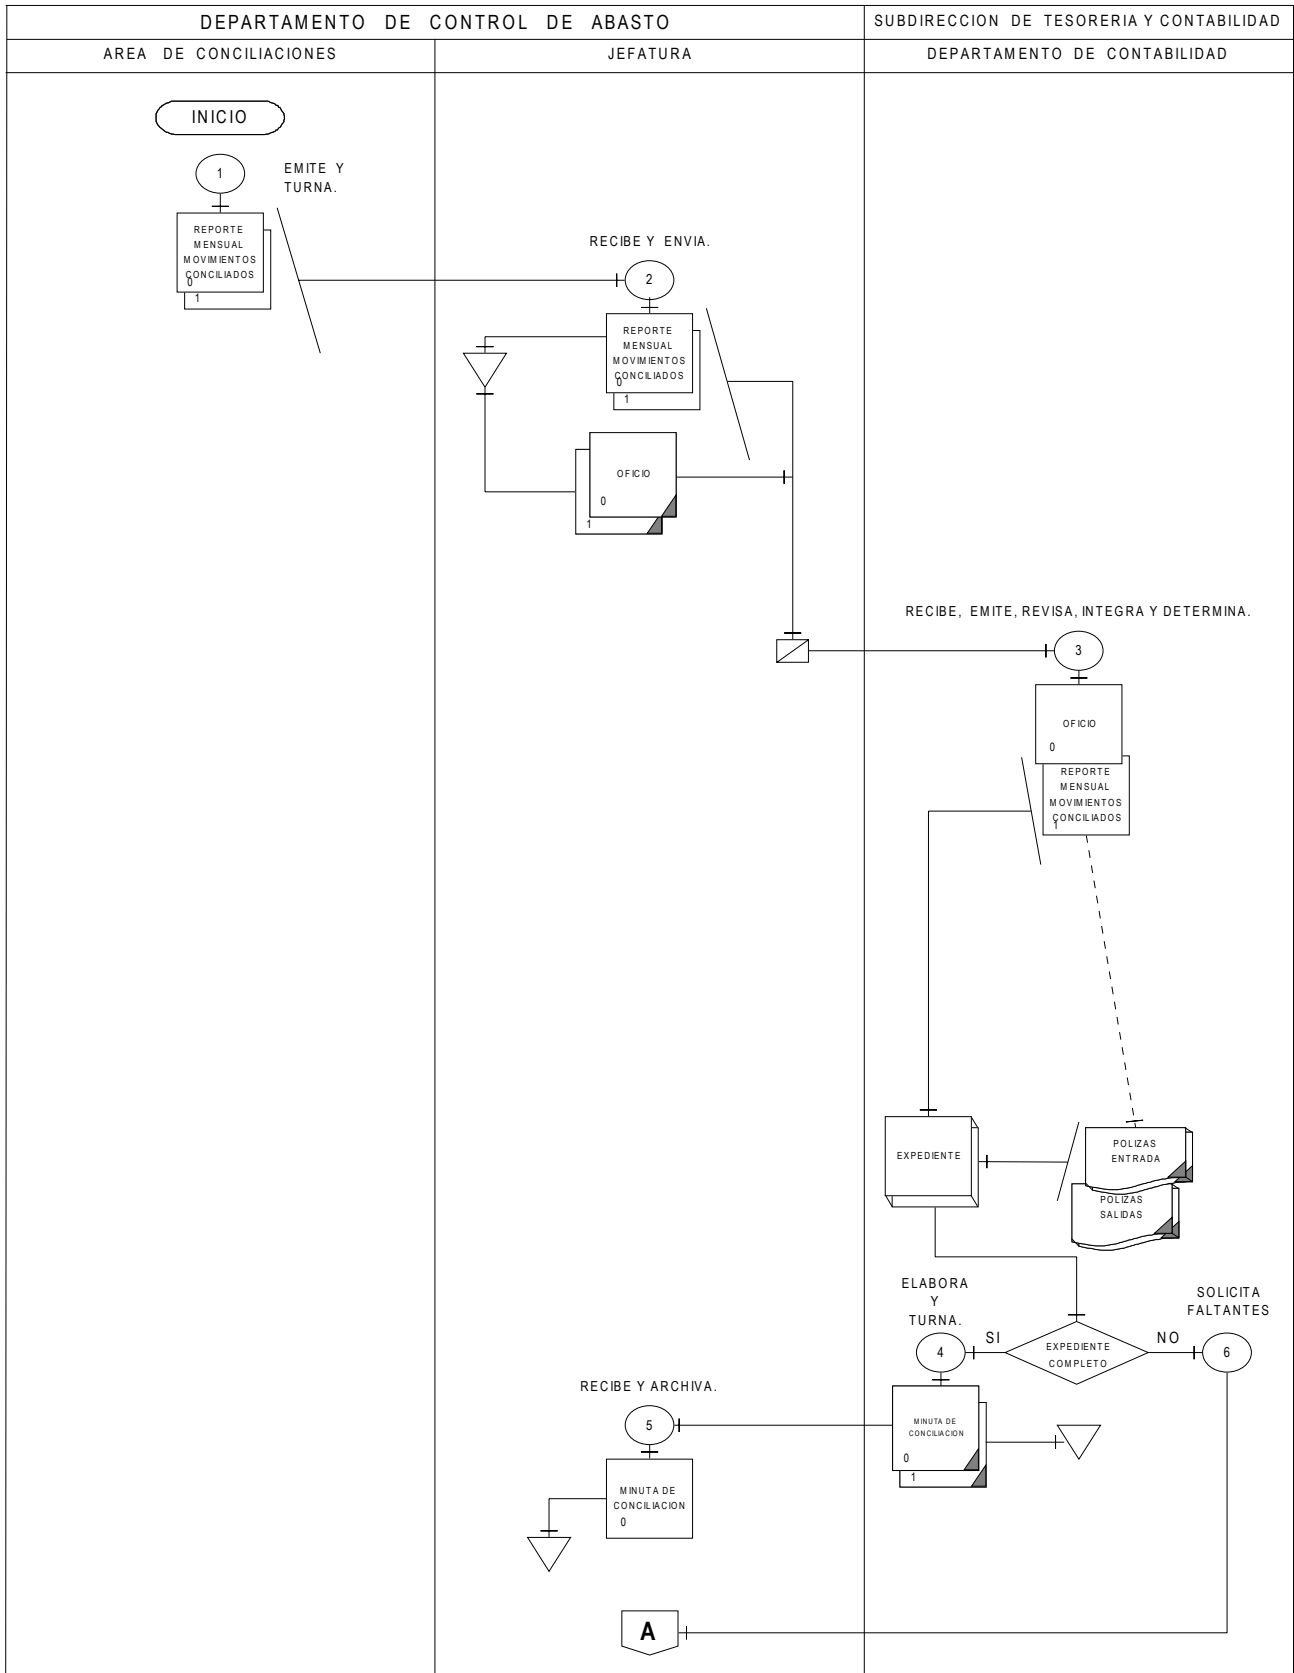 DEPARTAMENTO DE CONTROL DE ABASTO
SUBDIRECCION DE TESORERIA Y CONTABILIDAD
AREA DE CONCILIACIONES
JEFATURA
DEPARTAMENTO DE CONTABILIDAD
INICIO
1
EMITE Y
TURNA.
REPORTE
MENSUAL
MOVIMIENTOS
CONCILIADOS
0
1
RECIBE Y ENVIA.
2
REPORTE
MENSUAL
MOVIMIENTOS
CONCILIADOS
0
1
OFICIO
0
1
RECIBE, EMITE, REVISA, INTEGRA Y DETERMINA.
3
OFICIO
0
REPORTE
MENSUAL
MOVIMIENTOS
CONCILIADOS
1
EXPEDIENTE
POLIZAS
ENTRADA
POLIZAS
SALIDAS
ELABORA
Y
TURNA.
SOLICITA
FALTANTES
4
SI
EXPEDIENTE
COMPLETO
NO
6
RECIBE Y ARCHIVA.
5
MINUTA DE
CONCILIACION
0
1
MINUTA DE
CONCILIACION
0
A